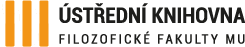 ÚSTŘEDNÍ KNIHOVNA
FILOZOFICKÉ FAKULTY MU